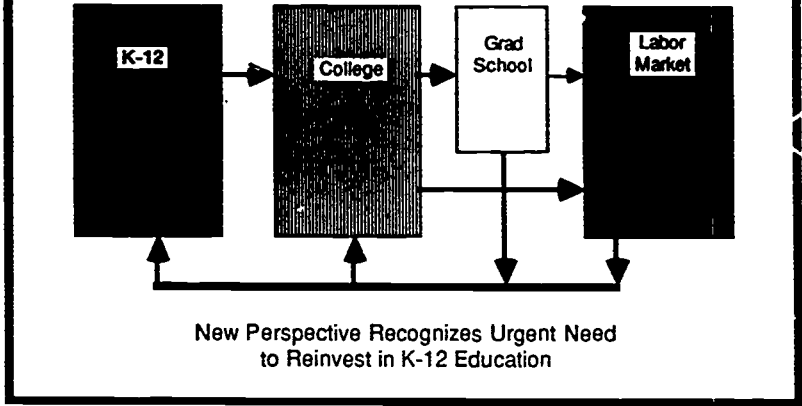 K-12
College
Grad
School
Labor
Market
New Perspective Recognizes Urgent Need
to Reinvest in K-12 Education